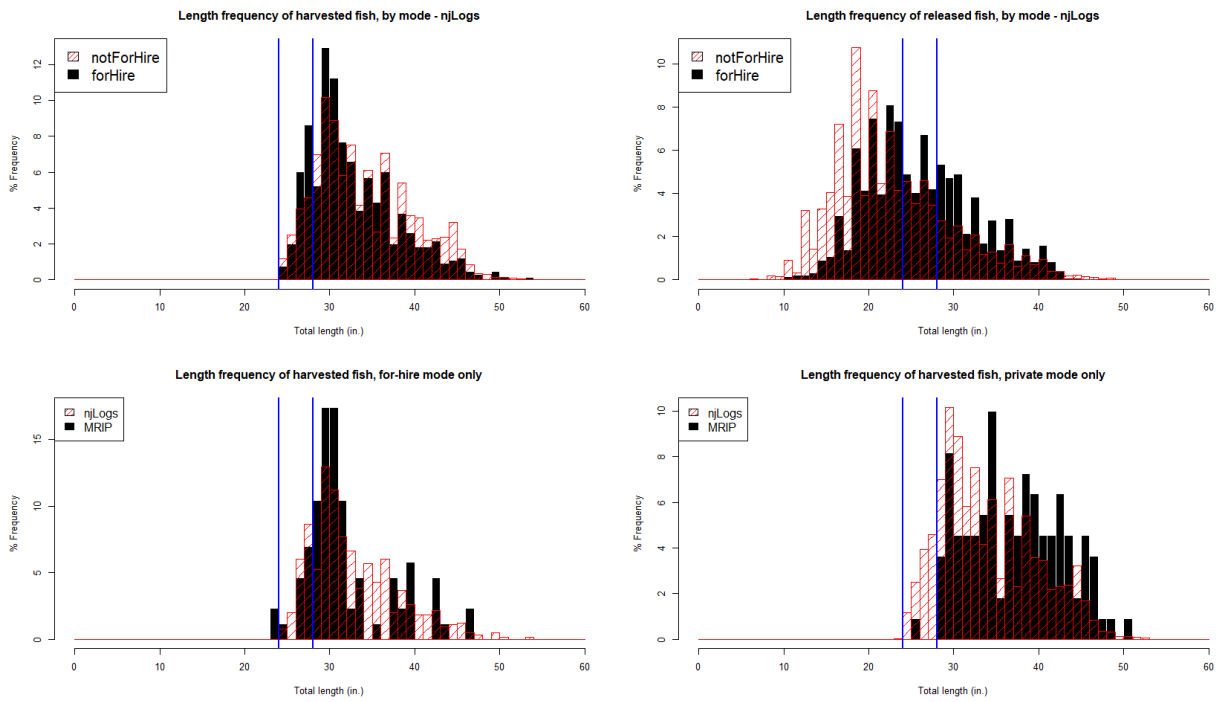 Length frequency of harvested fish, by mode - njLogs
notForHire
forHire
% Frequency
0 2 4 6 8 10 12
0 10 20 30 40 50 60
Total length (in.)
Length frequency of released fish, by mode - njLogs
notForHire
forHire
% Frequency
0 2 4 6 8 10
0 10 20 30 40 50 60
Total length (in.)
Length frequency of harvested fish, for-hire mode only
njLogs
MRIP
% Frequency
0 5 10 15
0 10 20 30 40 50 60
Total length (in.)
Length frequency of harvested fish, private mode only
njLogs
MRIP
% Frequency
0 2 4 6 8 10
0 10 20 30 40 50 60
Total length (in.)